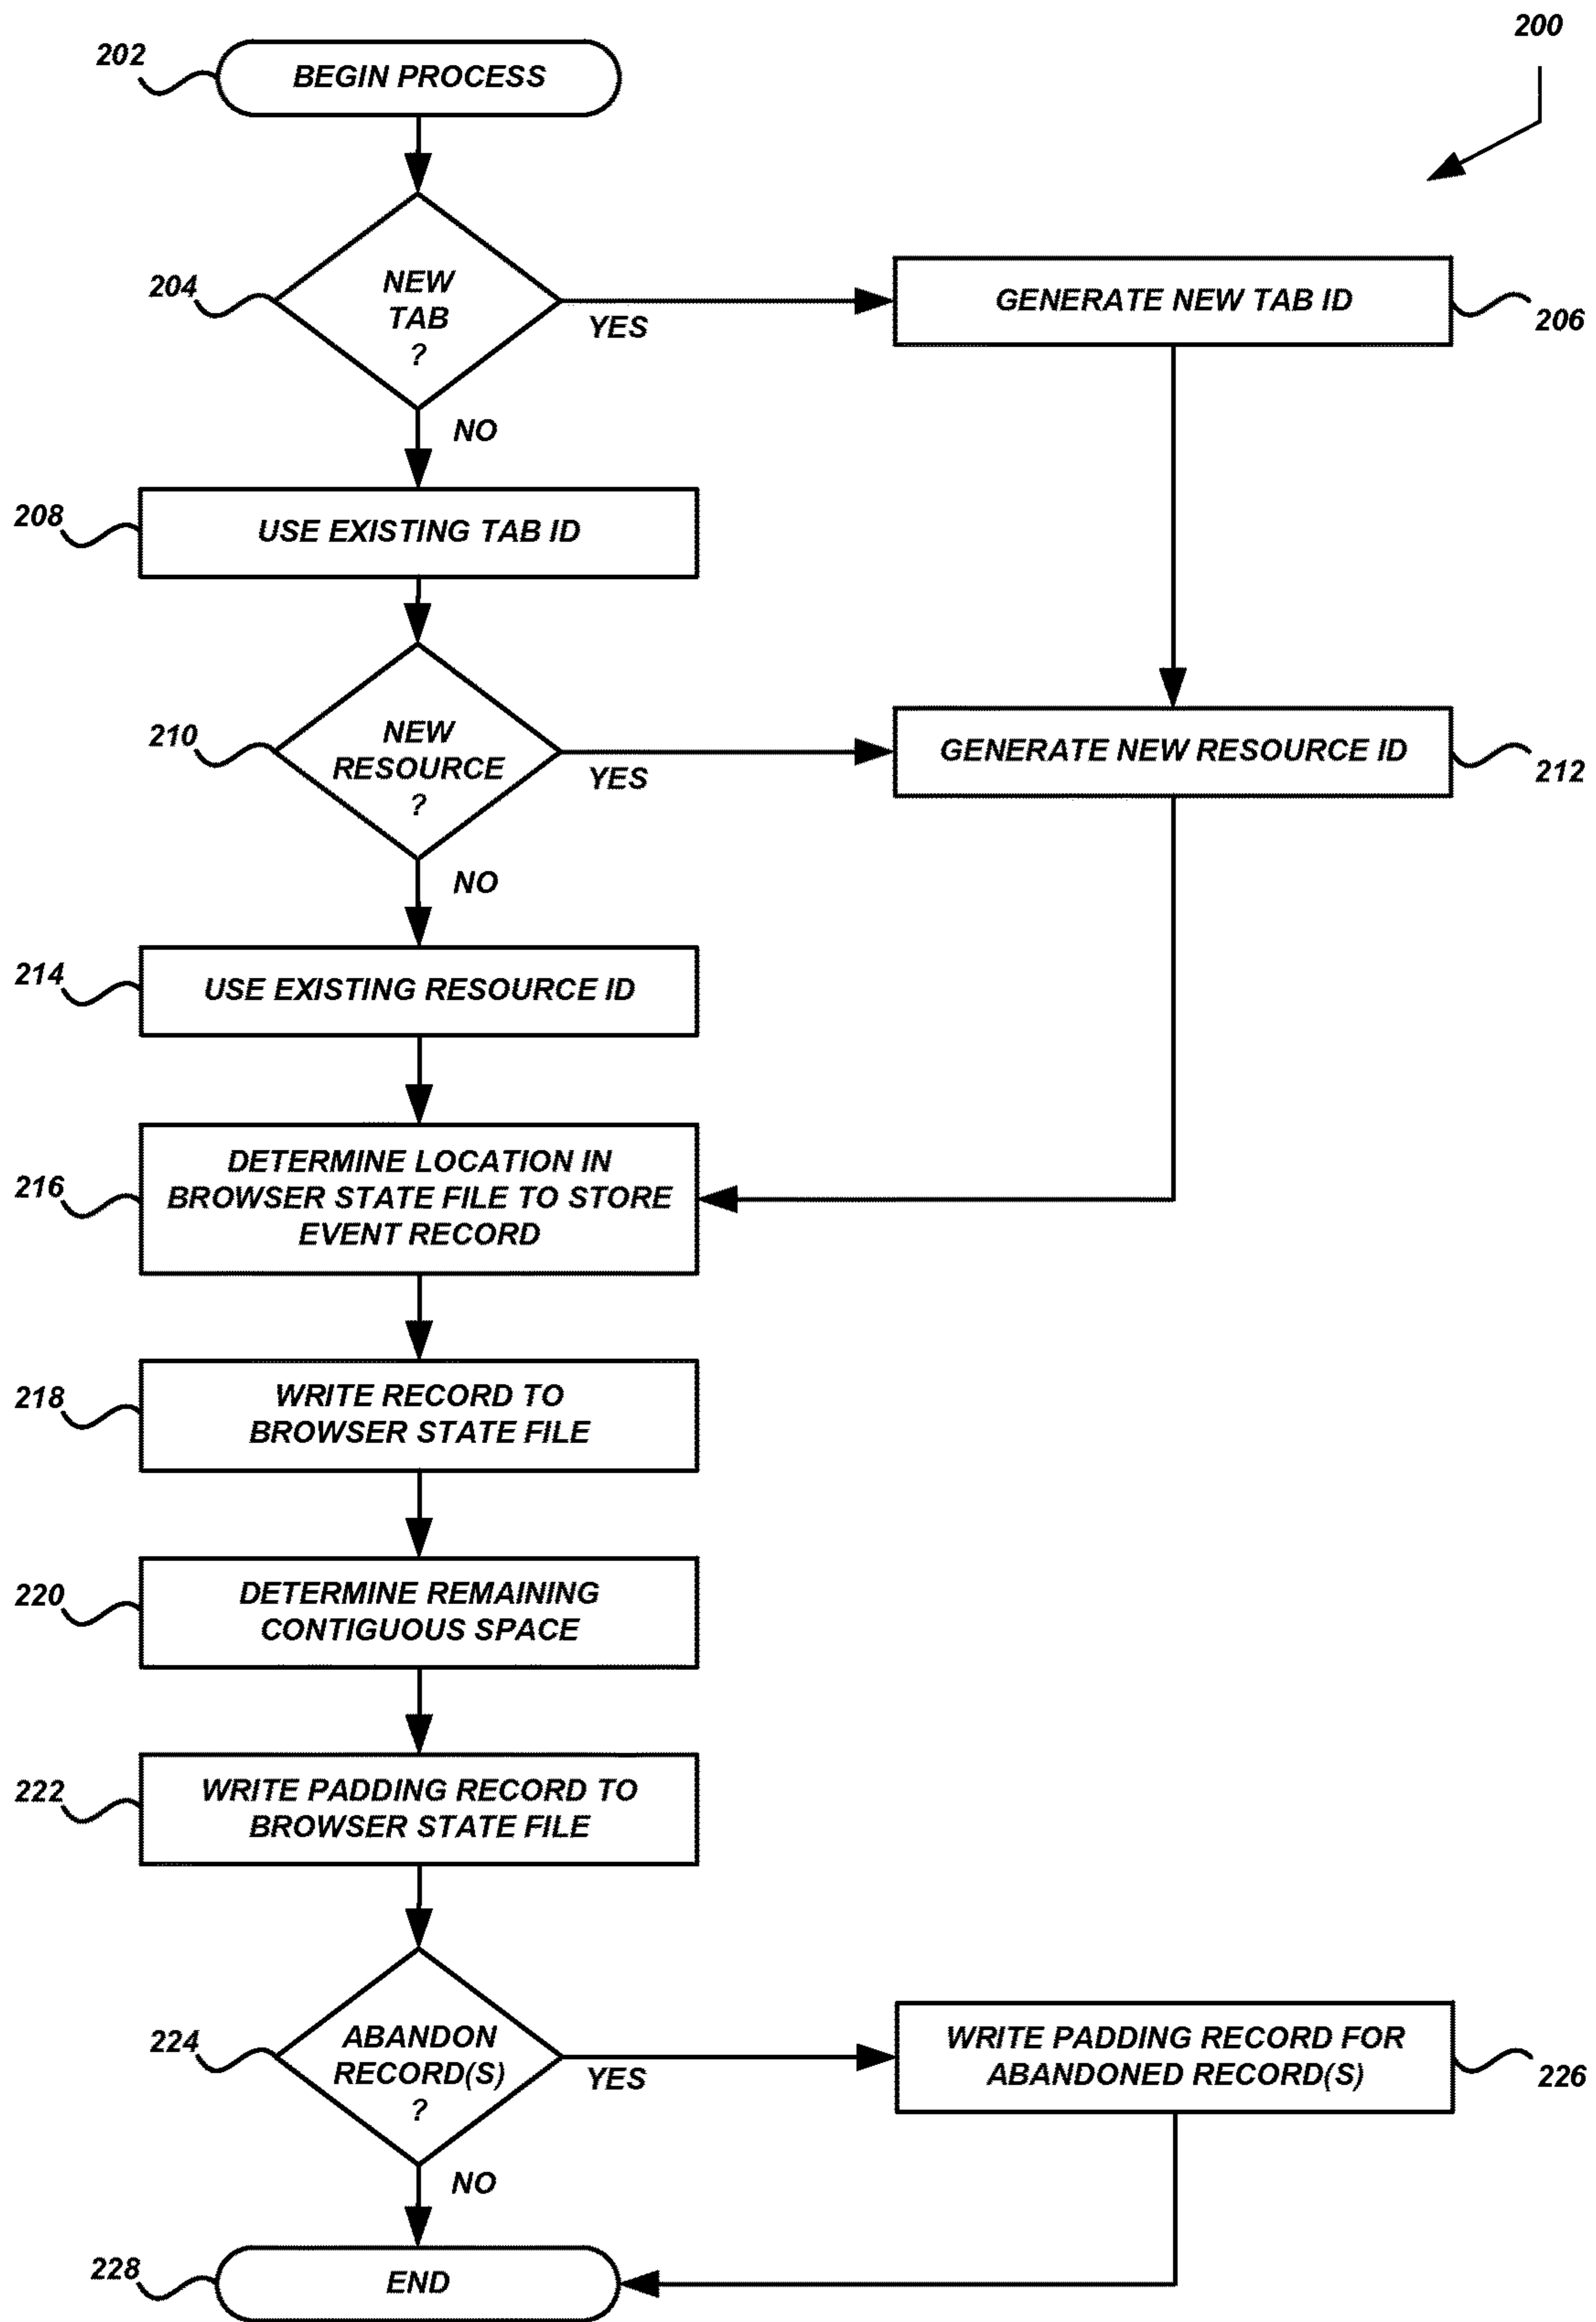 200
202
BEGIN PROCESS
204
NEW
TAB
?
YES
GENERATE NEW TAB ID
206
NO
208
USE EXISTING TAB ID
210
NEW
RESOURCE
?
YES
GENERATE NEW RESOURCE ID
212
NO
214
USE EXISTING RESOURCE ID
216
DETERMINE LOCATION IN
BROWSER STATE FILE TO STORE
EVENT RECORD
218
WRITE RECORD TO
BROWSER STATE FILE
220
DETERMINE REMAINING
CONTIGUOUS SPACE
222
WRITE PADDING RECORD TO
BROWSER STATE FILE
224
ABANDON
RECORD(S)
?
YES
WRITE PADDING RECORD FOR
ABANDONED RECORD(S)
226
NO
228
END